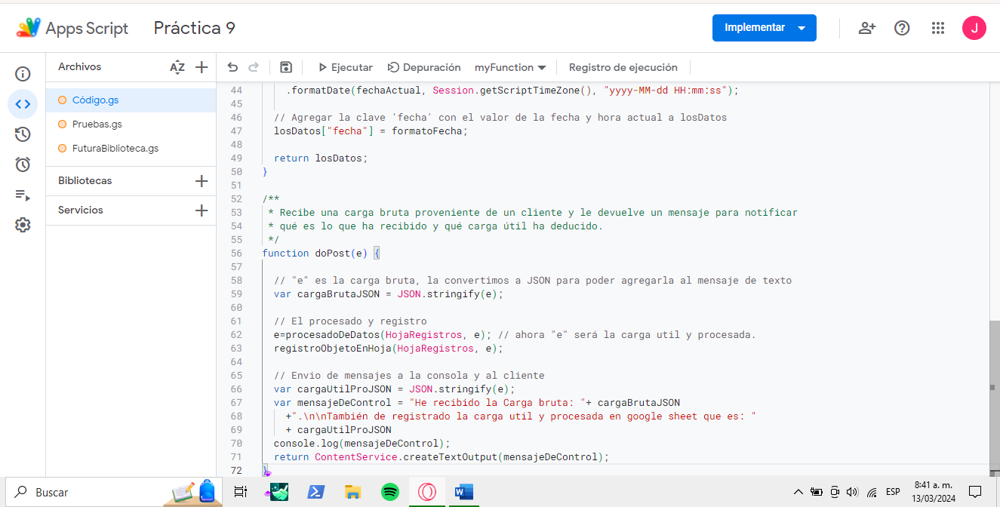 Apps Script Práctica 9 Implementar J
Archivos AZ Ejecutar Depuración myFunction Registro de ejecución
Código.gs
Pruebas.gs
FuturaBiblioteca.gs
Bibliotecas
Servicios
44 .formatDate(fechaActual, Session.getScriptTimeZone(), "yyyy-MM-dd HH:mm:ss");
45
46 // Agregar la clave 'fecha' con el valor de la fecha y hora actual a losDatos
47 losDatos["fecha"] = formatoFecha;
48
49 return losDatos;
50 }
51
52 /**
53 * Recibe una carga bruta proveniente de un cliente y le devuelve un mensaje para notificar
54 * qué es lo que ha recibido y qué carga útil ha deducido.
55 */
56 function doPost(e) {
57
58 // "e" es la carga bruta, la convertimos a JSON para poder agregarla al mensaje de texto
59 var cargaBrutaJSON = JSON.stringify(e);
60
61 // El procesado y registro
62 e=procesadoDeDatos(HojaRegistros, e); // ahora "e" será la carga util y procesada.
63 registroObjetoEnHoja(HojaRegistros, e);
64
65 // Envio de mensajes a la consola y al cliente
66 var cargaUtilProJSON = JSON.stringify(e);
67 var mensajeDeControl = "He recibido la Carga bruta: "+ cargaBrutaJSON
68 +".\n\nTambién de registrado la carga util y procesada en google sheet que es: "
69 + cargaUtilProJSON
70 console.log(mensajeDeControl);
71 return ContentService.createTextOutput(mensajeDeControl);
72 }
Buscar W ESP 8:41 a. m.
13/03/2024